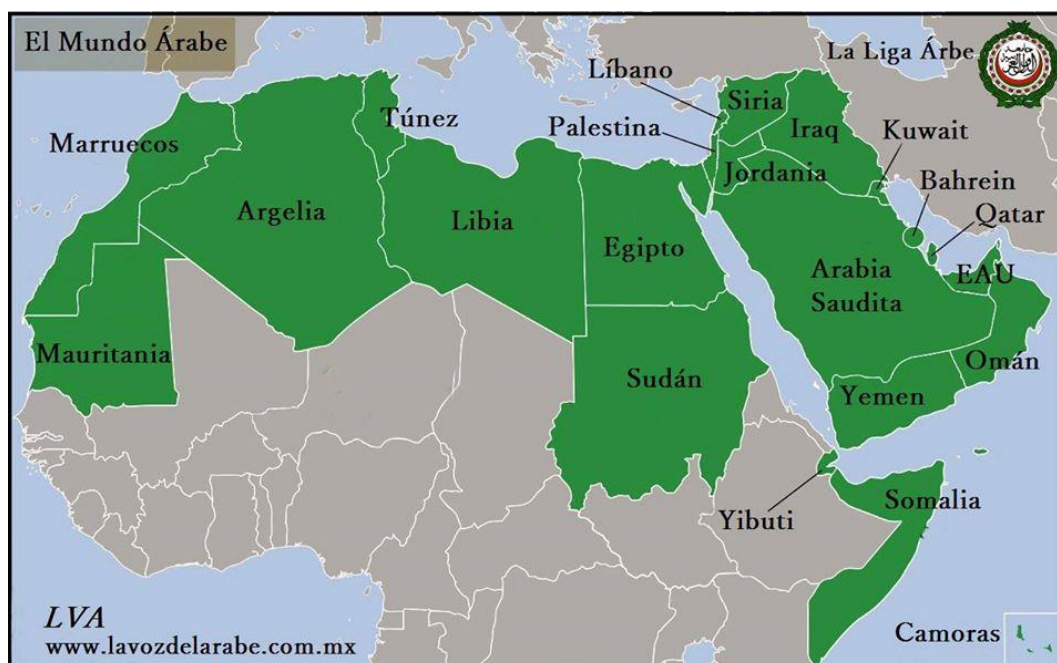 El Mundo Árabe
La Liga Árbe
Líbano
Siria
Túnez
Palestina
Iraq
Kuwait
Marruecos
Jordania
Bahrein
Qatar
Argelia
Libia
Egipto
Arabia
Saudita
EAU
Mauritania
Sudán
Omán
Yemen
Somalia
Yibuti
LVA
www.lavozdelarabe.com.mx
Camoras